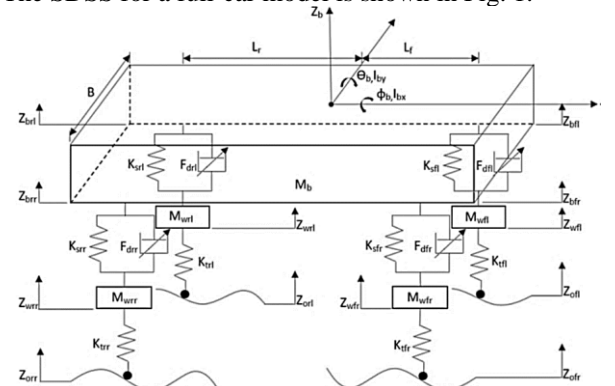 The SDSS for a full-car model is shown in Fig. 1.
Z_b
L_r L_f
B
θ_b,I_by
ϕ_b,I_bx
Z_brl Z_bfl
K_srl F_drl K_sfl F_dfl
M_b
Z_brr Z_bfr
M_wrl Z_wrl M_wfl Z_wfl
K_srr F_drr K_sfr F_dfr
K_trl K_tfl
Z_wrr M_wrr Z_orl Z_wfr M_wfr Z_ofl
K_trr K_tfr
Z_orr Z_ofr